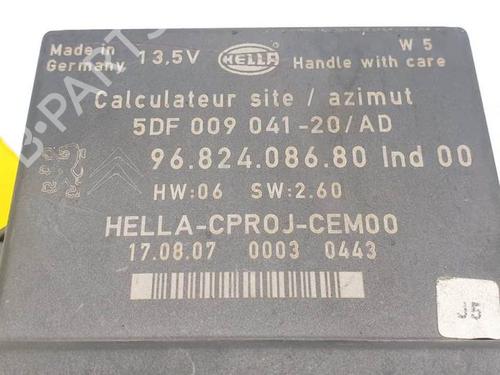 Made in
Germany
13,5V
HELLA
W 5
Handle with care
Calculateur site / azimut
5DF 009 041-20/AD
96.824.086.80 Ind 00
HW:06 SW:2.60
HELLA-CPROJ-CEM00
17.08.07 0003 0443
B-PARTS